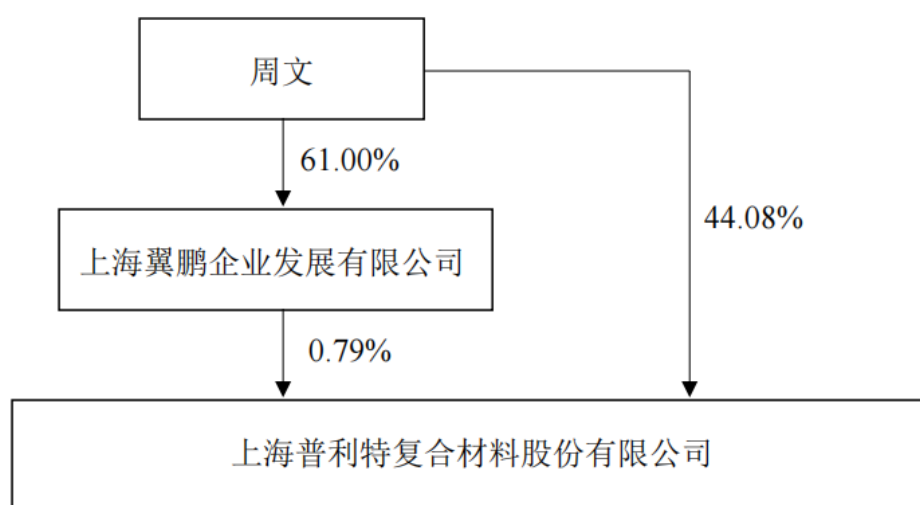 周文
61.00%
44.08%
上海翼鹏企业发展有限公司
0.79%
上海普利特复合材料股份有限公司